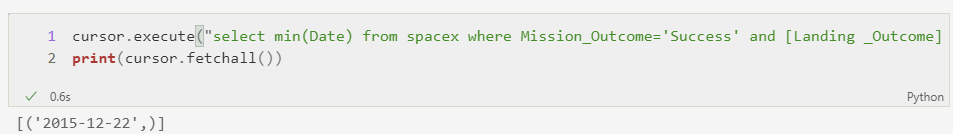 1 cursor.execute("select min(Date) from spacex where Mission_Outcome='Success' and [Landing _Outcome]
2 print(cursor.fetchall())
0.6s Python
[('2015-12-22',)]